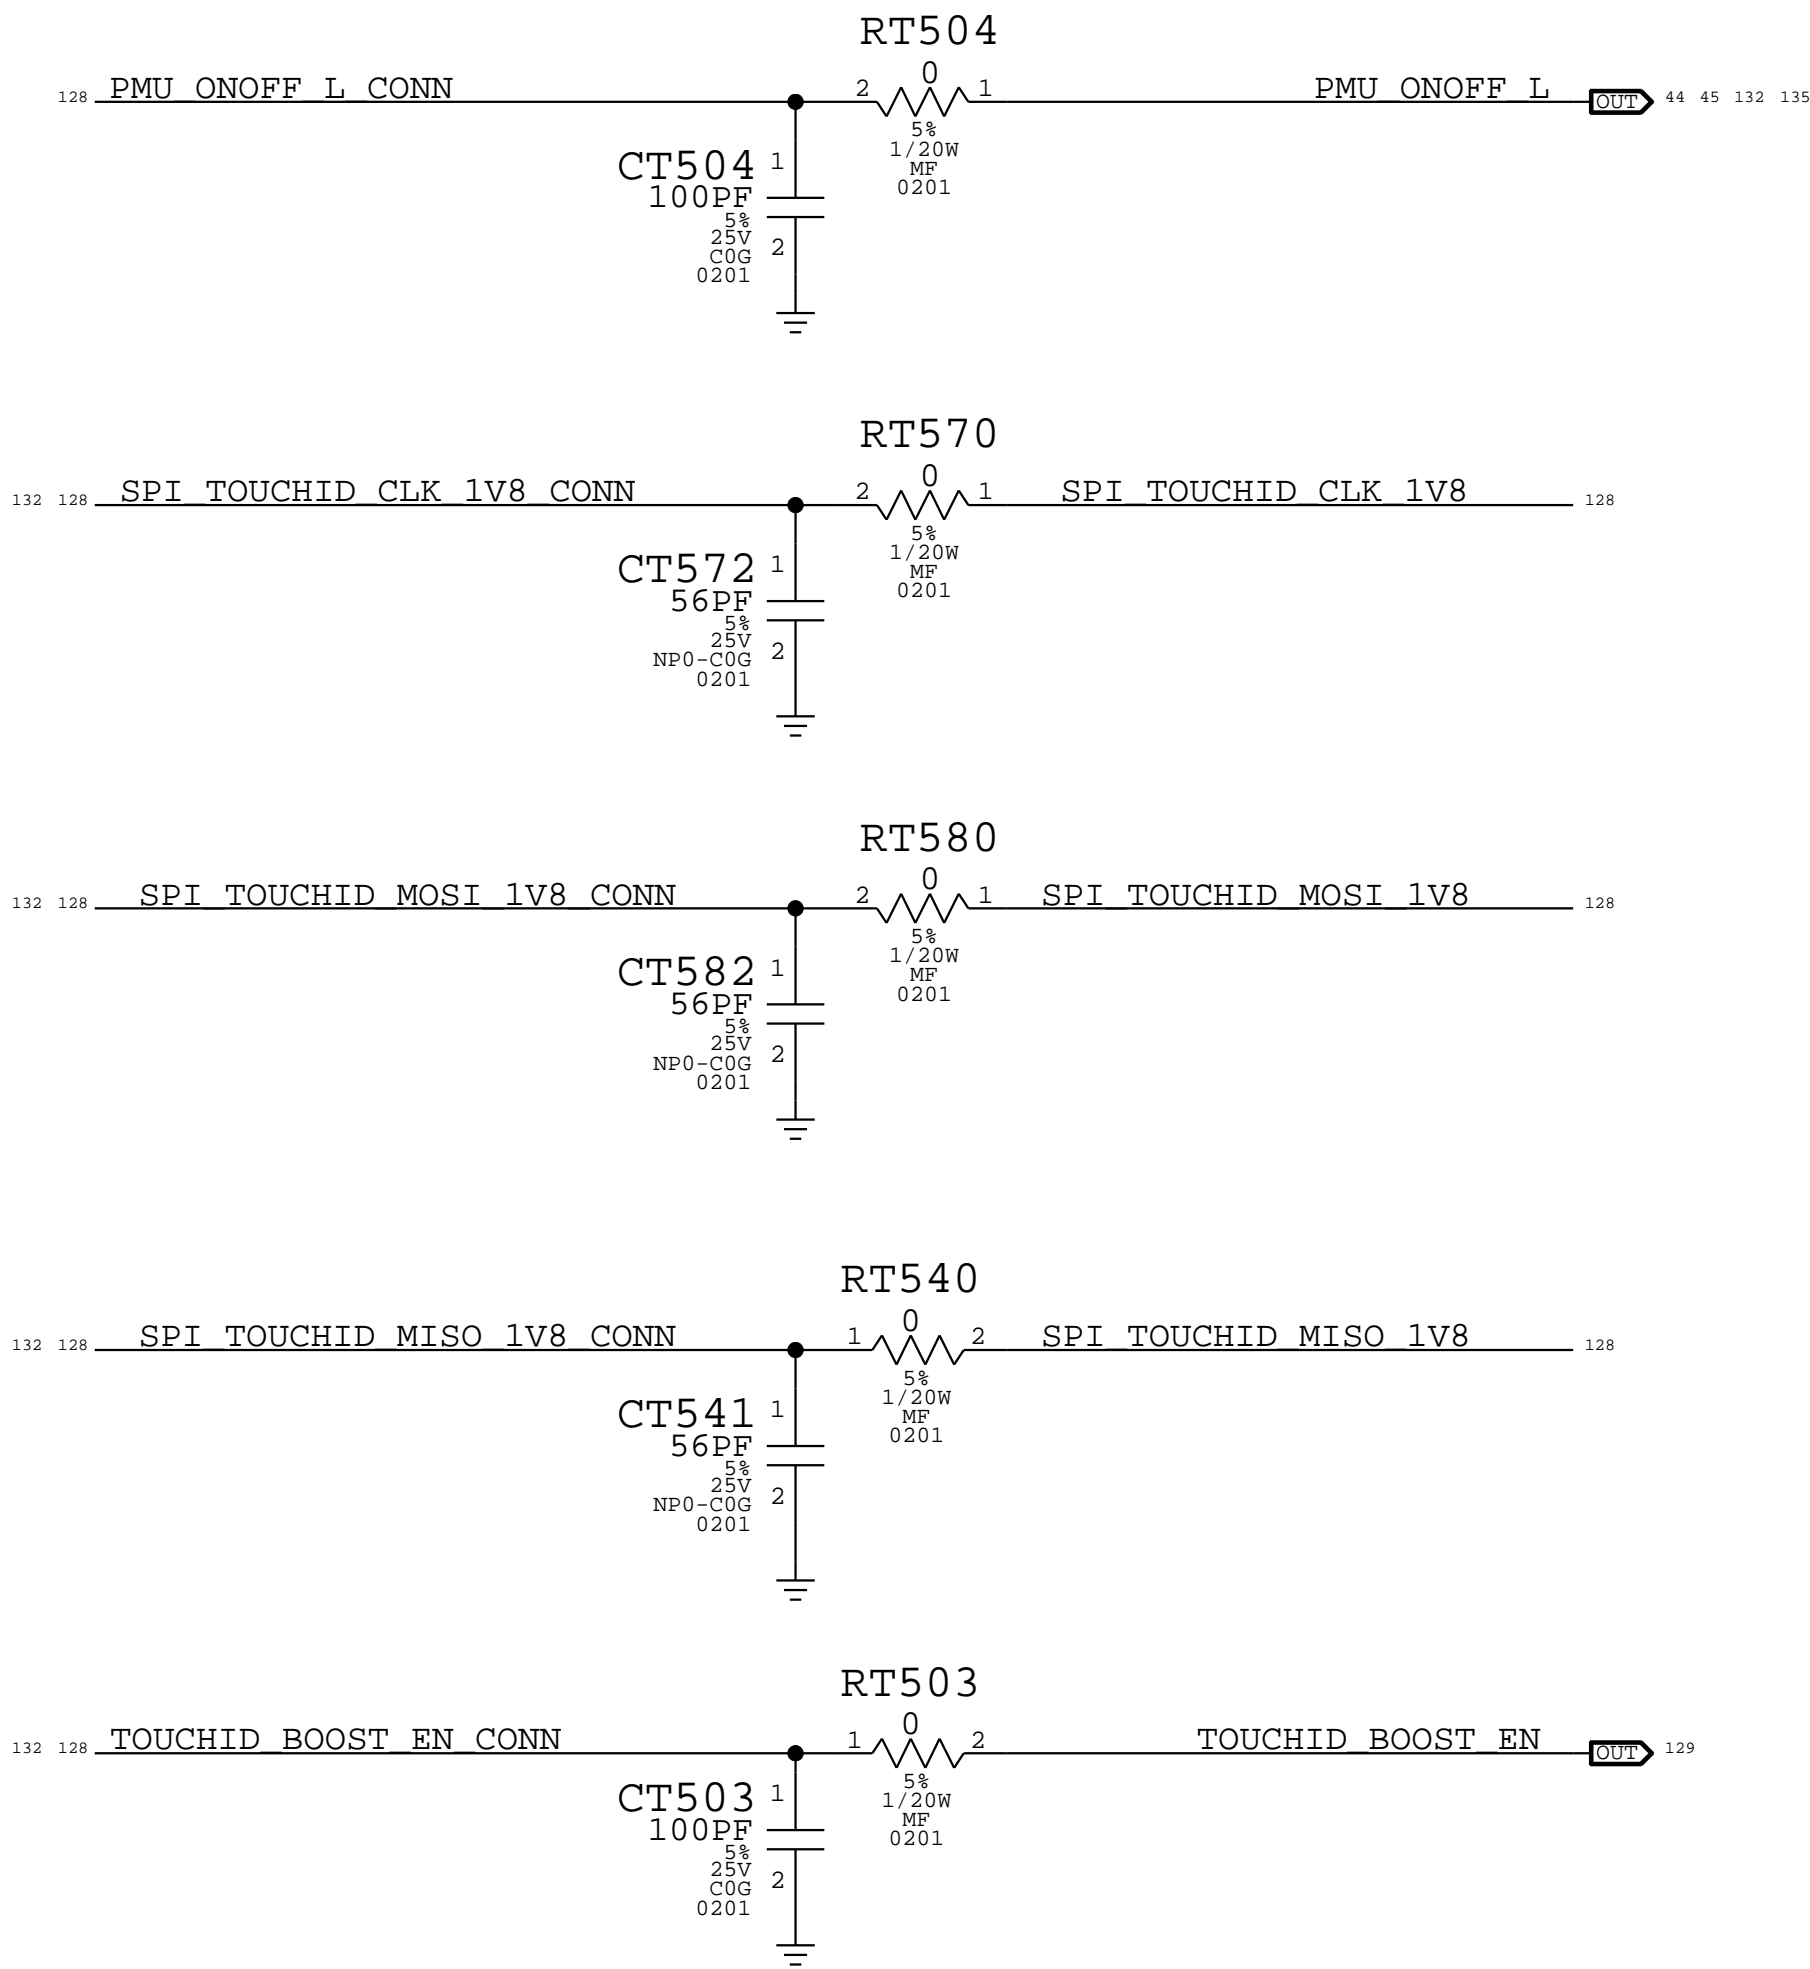 RT504
0
128 PMU_ONOFF_L_CONN 2 1 PMU_ONOFF_L OUT 44 45 132 135
5%
1/20W
MF
0201
CT504 1
100PF
5%
25V
C0G
0201
2
RT570
0
132 128 SPI_TOUCHID_CLK_1V8_CONN 2 1 SPI_TOUCHID_CLK_1V8 128
5%
1/20W
MF
0201
CT572 1
56PF
5%
25V
NP0-C0G
0201
2
RT580
0
132 128 SPI_TOUCHID_MOSI_1V8_CONN 2 1 SPI_TOUCHID_MOSI_1V8 128
5%
1/20W
MF
0201
CT582 1
56PF
5%
25V
NP0-C0G
0201
2
RT540
0
132 128 SPI_TOUCHID_MISO_1V8_CONN 1 2 SPI_TOUCHID_MISO_1V8 128
5%
1/20W
MF
0201
CT541 1
56PF
5%
25V
NP0-C0G
0201
2
RT503
0
132 128 TOUCHID_BOOST_EN_CONN 1 2 TOUCHID_BOOST_EN OUT 129
5%
1/20W
MF
0201
CT503 1
100PF
5%
25V
C0G
0201
2